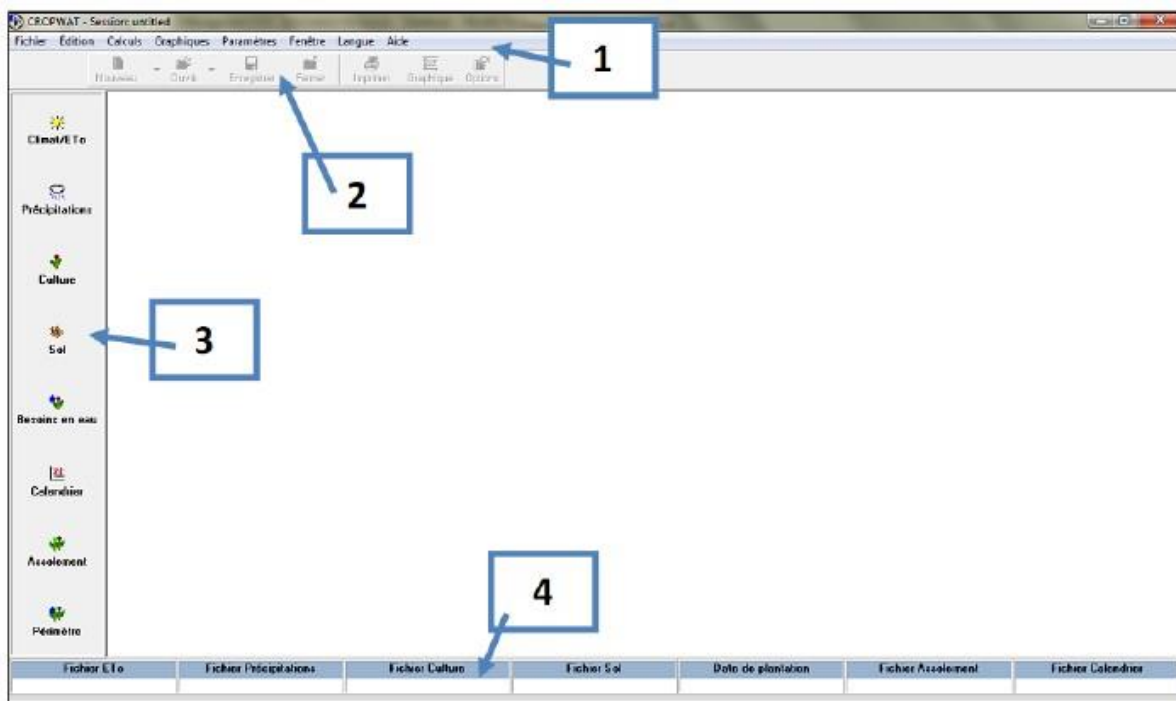 CROPWAT - Session: untitled
Fichier Édition Calculs Graphiques Paramètres Fenêtre Langue Aide
1
Nouveau Ouvrir Enregistrer Fermer Imprimer Graphique Options
2
Climat/ETo
Précipitations
Culture
3
Sol
Besoins en eau
Calendrier
Assolement
4
Périmètre
Fichier ETo Fichier Précipitations Fichier Culture Fichier Sol Date de plantation Fichier Assolement Fichier Calendrier